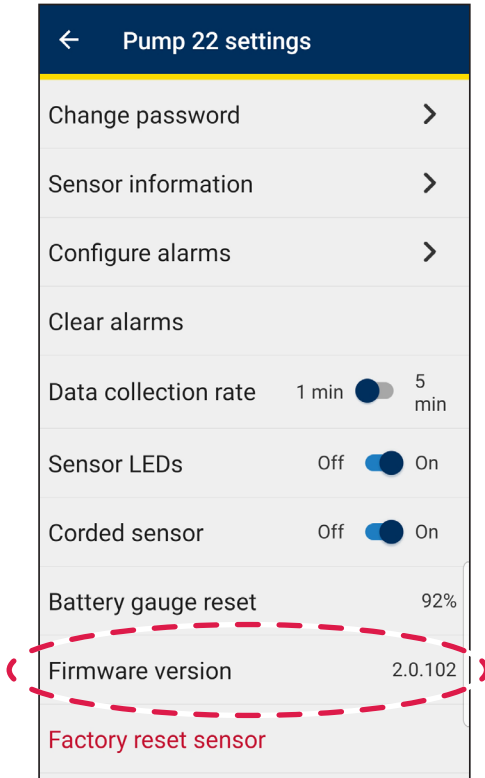 Pump 22 settings
Change password
Sensor information
Configure alarms
Clear alarms
Data collection rate 1 min 5 min
Sensor LEDs Off On
Corded sensor Off On
Battery gauge reset 92%
Firmware version 2.0.102
Factory reset sensor